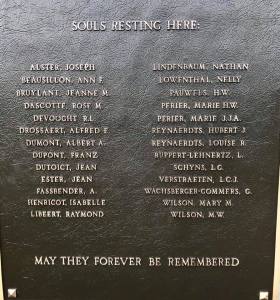 SOULS RESTING HERE:
ALSTER, JOSEPH
BEAUSILLON, ANN F.
BRUYLANT, JEANNE M.
DASCOTTE, ROSE M.
DEVOUGHT R.I.
DROSSAERT, ALFRED F.
DUMONT, ALBERT A.
DUPONT, FRANZ
DUTOICT, JEAN
ESTER, JEAN
FASSBENDER, A.
HENRICOT, ISABELLE
LIBEERT, RAYMOND
LINDENBAUM, NATHAN
LOWENTHAL, NELLY
PAUWELS, H.W.
PERIER, MARIE H.W.
PERIER, MARIE J.J.A.
REYNAERDTS, HUBERT J.
REYNAERDTS, LOUISE R.
RUPPERT-LEHNERTZ, L.
SCHYNS, L.G.
VERSTRAETEN, L.C.J.
WACHSBERGER-GOMMERS, G.
WILSON, MARY M.
WILSON, M.W.
MAY THEY FOREVER BE REMEMBERED